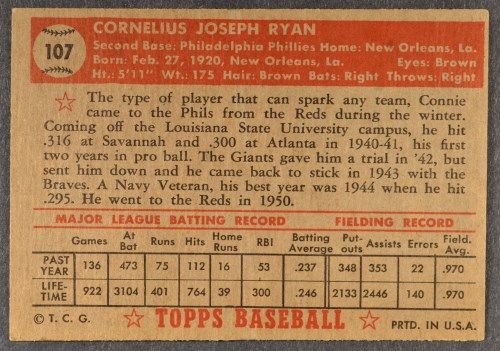 107
CORNELIUS JOSEPH RYAN
Second Base: Philadelphia Phillies Home: New Orleans, La.
Born: Feb. 27, 1920, New Orleans, La. Eyes: Brown
Ht.: 5'11" Wt.: 175 Hair: Brown Bats: Right Throws: Right
The type of player that can spark any team, Connie
came to the Phils from the Reds during the winter.
Coming off the Louisiana State University campus, he hit
.316 at Savannah and .300 at Atlanta in 1940-41, his first
two years in pro ball. The Giants gave him a trial in '42, but
sent him down and he came back to stick in 1943 with the
Braves. A Navy Veteran, his best year was 1944 when he hit
.295. He went to the Reds in 1950.
MAJOR LEAGUE BATTING RECORD FIELDING RECORD
Games At Bat Runs Hits Home Runs RBI Batting Average Put-outs Assists Errors Field. Avg.
PAST YEAR 136 473 75 112 16 53 .237 348 353 22 .970
LIFE-TIME 922 3104 401 764 39 300 .246 2133 2446 140 .970
© T. C. G. TOPPS BASEBALL PRTD. IN U.S.A.